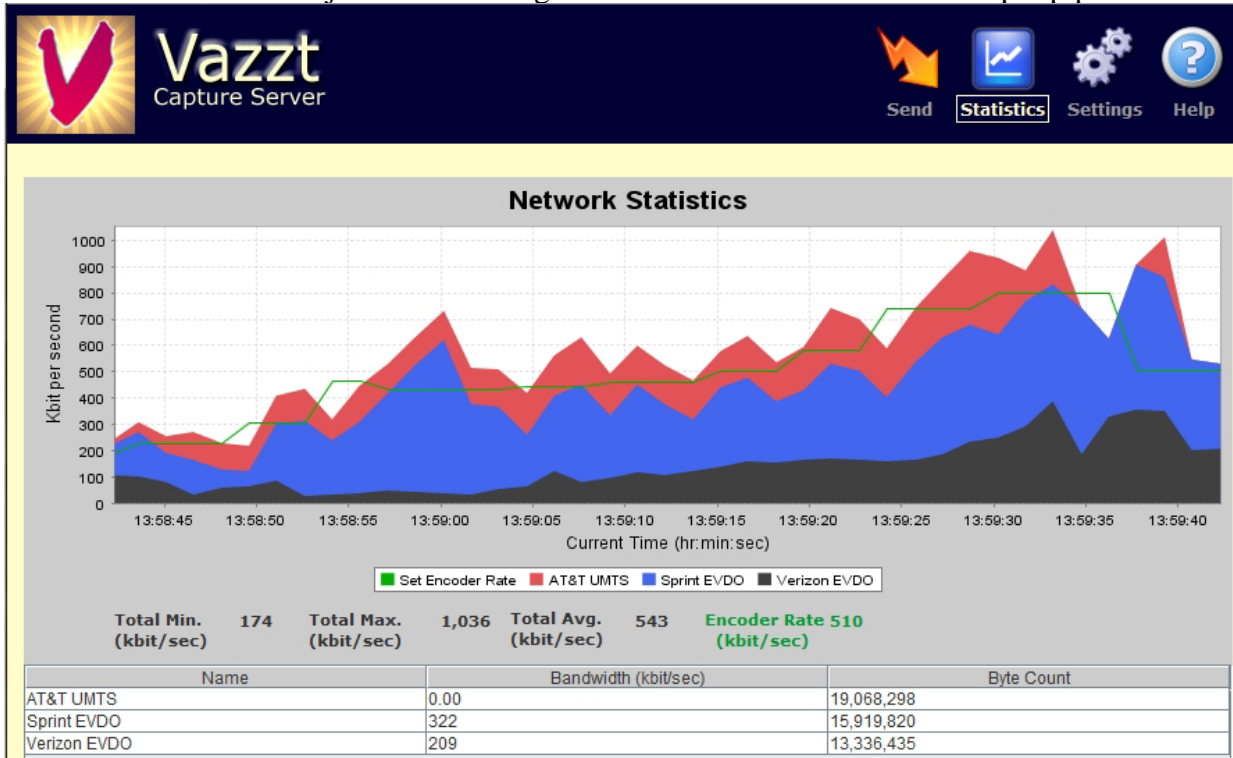 Vazzt
Capture Server
Send Statistics Settings Help
Network Statistics
Kbit per second
1000
900
800
700
600
500
400
300
200
100
0
13:58:45 13:58:50 13:58:55 13:59:00 13:59:05 13:59:10 13:59:15 13:59:20 13:59:25 13:59:30 13:59:35 13:59:40
Current Time (hr:min:sec)
Set Encoder Rate AT&T UMTS Sprint EVDO Verizon EVDO
Total Min. 174 Total Max. 1,036 Total Avg. 543 Encoder Rate 510
(kbit/sec) (kbit/sec) (kbit/sec) (kbit/sec)
Name Bandwidth (kbit/sec) Byte Count
AT&T UMTS 0.00 19,068,298
Sprint EVDO 322 15,919,820
Verizon EVDO 209 13,336,435